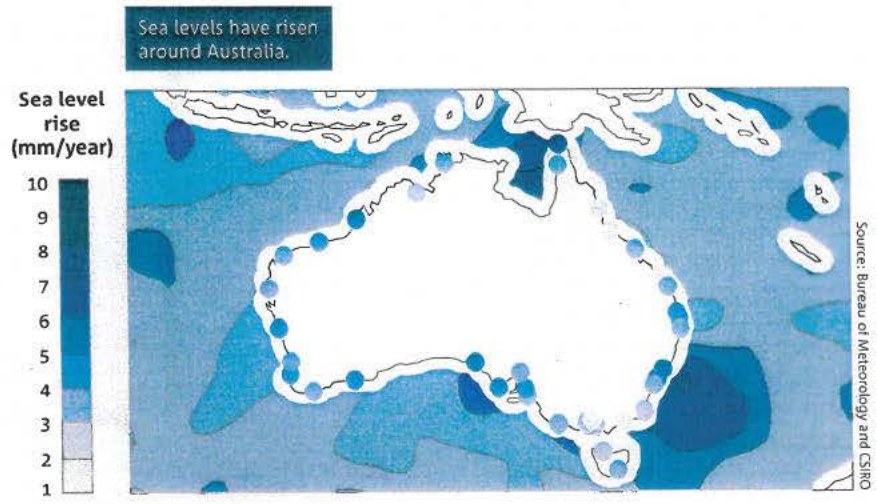 Sea levels have risen
around Australia.
Sea level
rise
(mm/year)
10
9
8
7
6
5
4
3
2
1
Source: Bureau of Meteorology and CSIRO